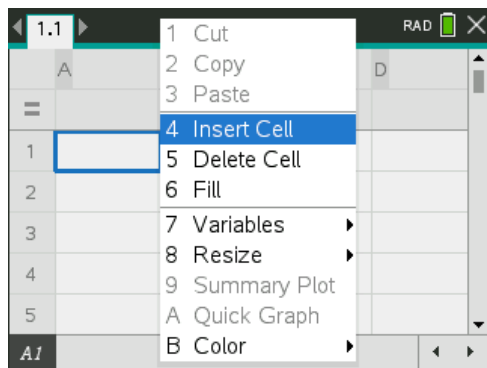 1.1 RAD
A D
=
1 Cut
2 Copy
3 Paste
4 Insert Cell
5 Delete Cell
6 Fill
7 Variables
8 Resize
9 Summary Plot
A Quick Graph
B Color
1
2
3
4
5
A1